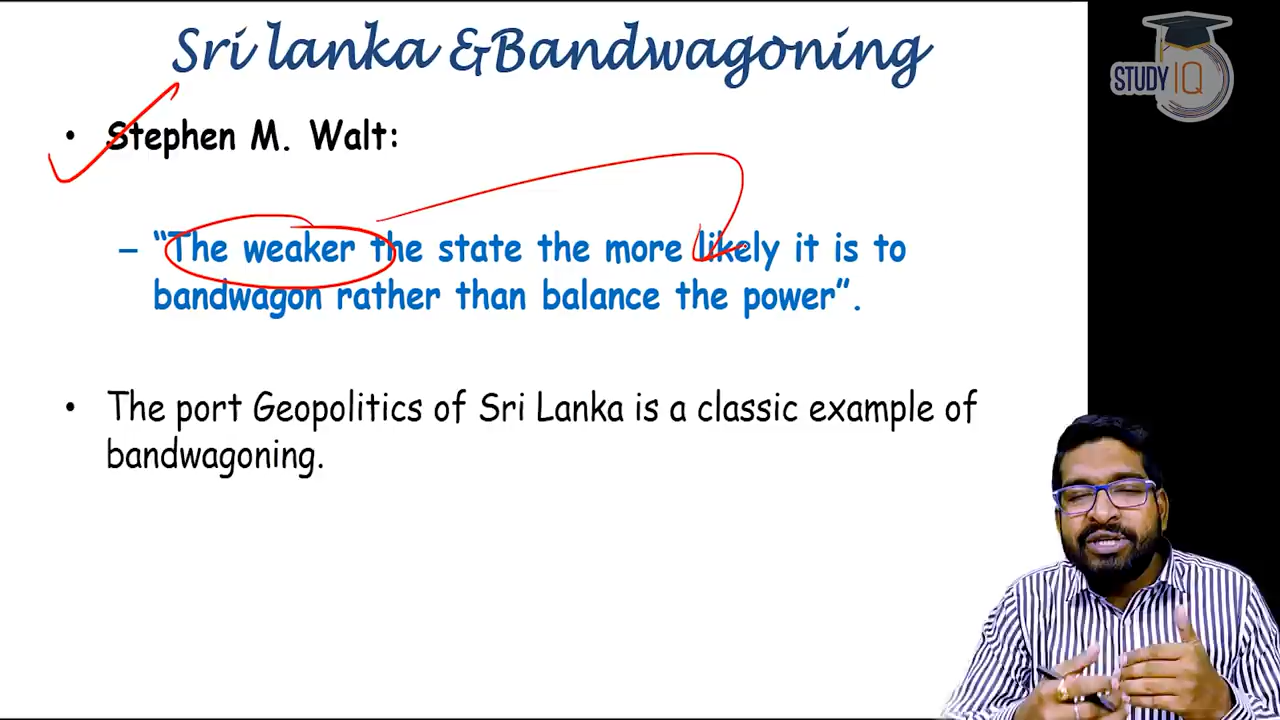 Sri lanka &Bandwagoning
STUDY IQ
• Stephen M. Walt:
– “The weaker the state the more likely it is to
bandwagon rather than balance the power”.
• The port Geopolitics of Sri Lanka is a classic example of
bandwagoning.